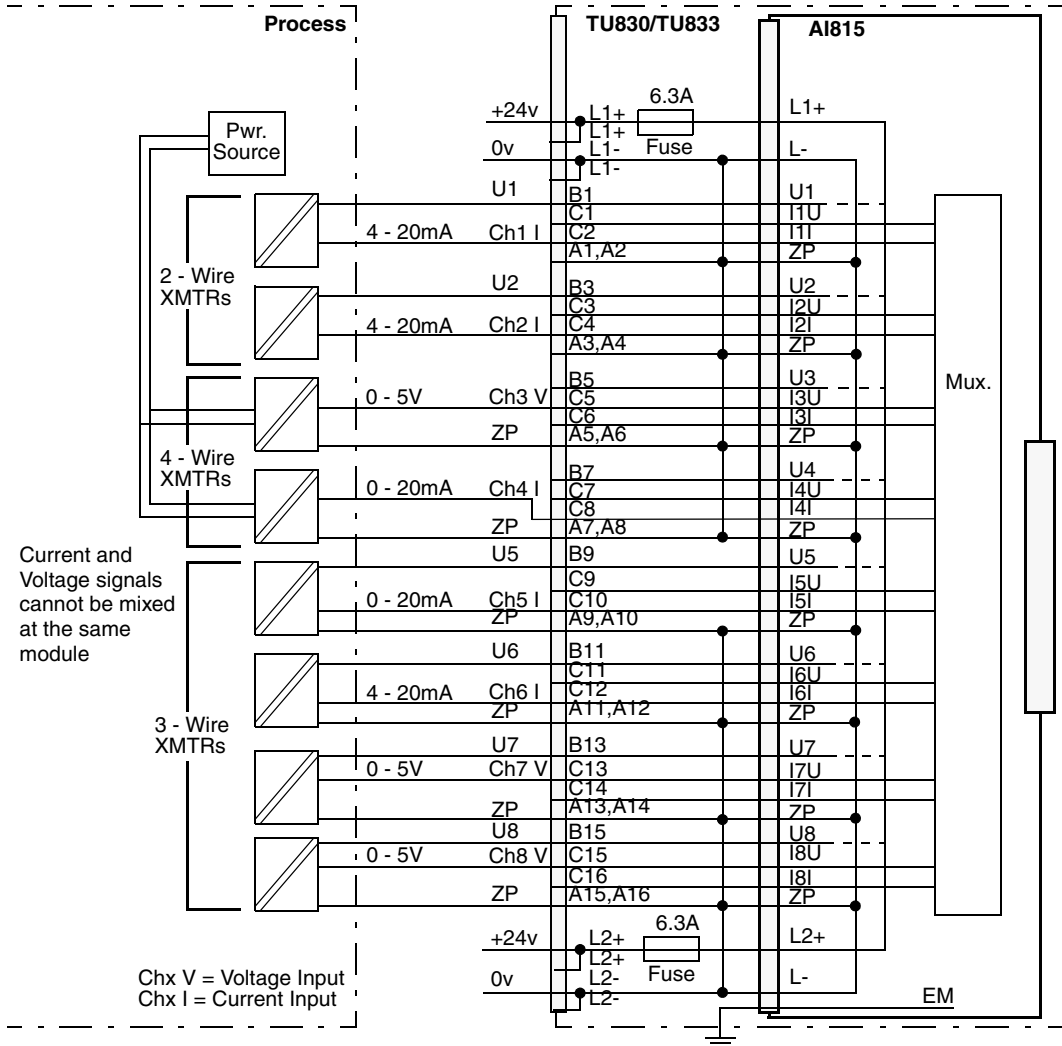 Process
TU830/TU833
AI815
6.3A
+24v
L1+
L1+
L1+
Pwr.
Source
0v
L1-
Fuse
L-
L1-
U1
B1
U1
C1
I1U
4 - 20mA
Ch1 I
C2
I1I
A1,A2
ZP
2 - Wire
XMTRs
U2
B3
U2
C3
I2U
4 - 20mA
Ch2 I
C4
I2I
A3,A4
ZP
B5
U3
Mux.
0 - 5V
Ch3 V
C5
I3U
C6
I3I
ZP
A5,A6
ZP
4 - Wire
XMTRs
B7
U4
0 - 20mA
Ch4 I
C7
I4U
C8
I4I
ZP
A7,A8
ZP
Current and
Voltage signals
cannot be mixed
at the same
module
U5
B9
U5
C9
I5U
0 - 20mA
Ch5 I
C10
I5I
ZP
A9,A10
ZP
U6
B11
U6
C11
I6U
4 - 20mA
Ch6 I
C12
I6I
ZP
A11,A12
ZP
3 - Wire
XMTRs
U7
B13
U7
0 - 5V
Ch7 V
C13
I7U
C14
I7I
ZP
A13,A14
ZP
U8
B15
U8
0 - 5V
Ch8 V
C15
I8U
C16
I8I
ZP
A15,A16
ZP
6.3A
+24v
L2+
L2+
L2+
Chx V = Voltage Input
Chx I = Current Input
0v
L2-
Fuse
L-
L2-
EM